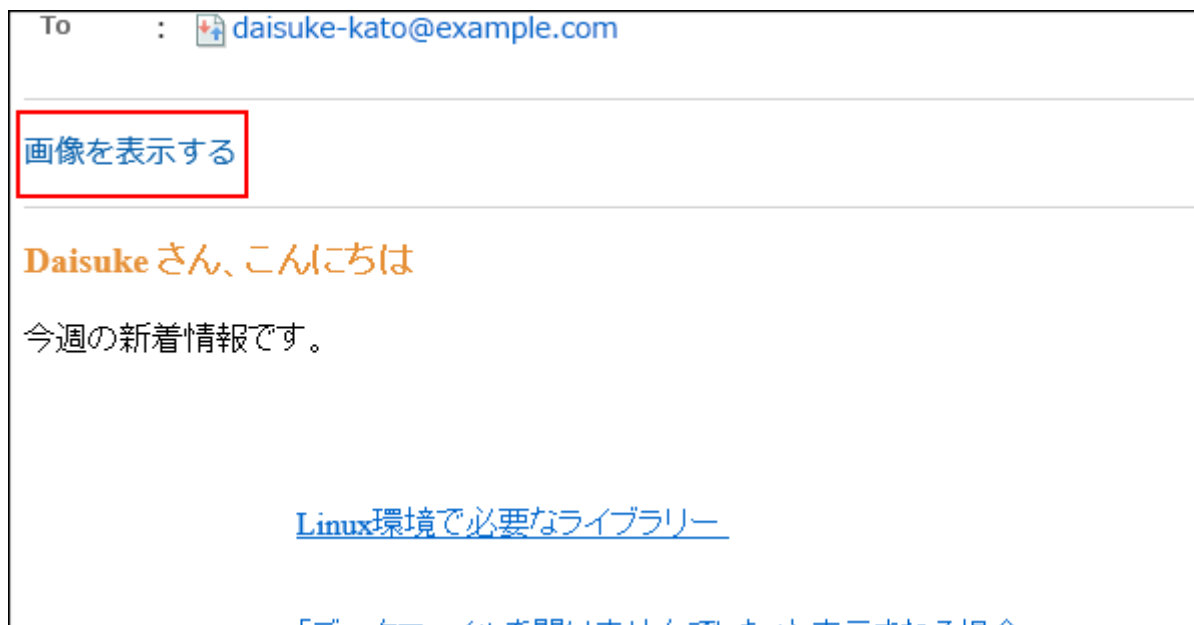 To : daisuke-kato@example.com
画像を表示する
Daisuke さん、こんにちは
今週の新着情報です。
Linux環境で必要なライブラリー